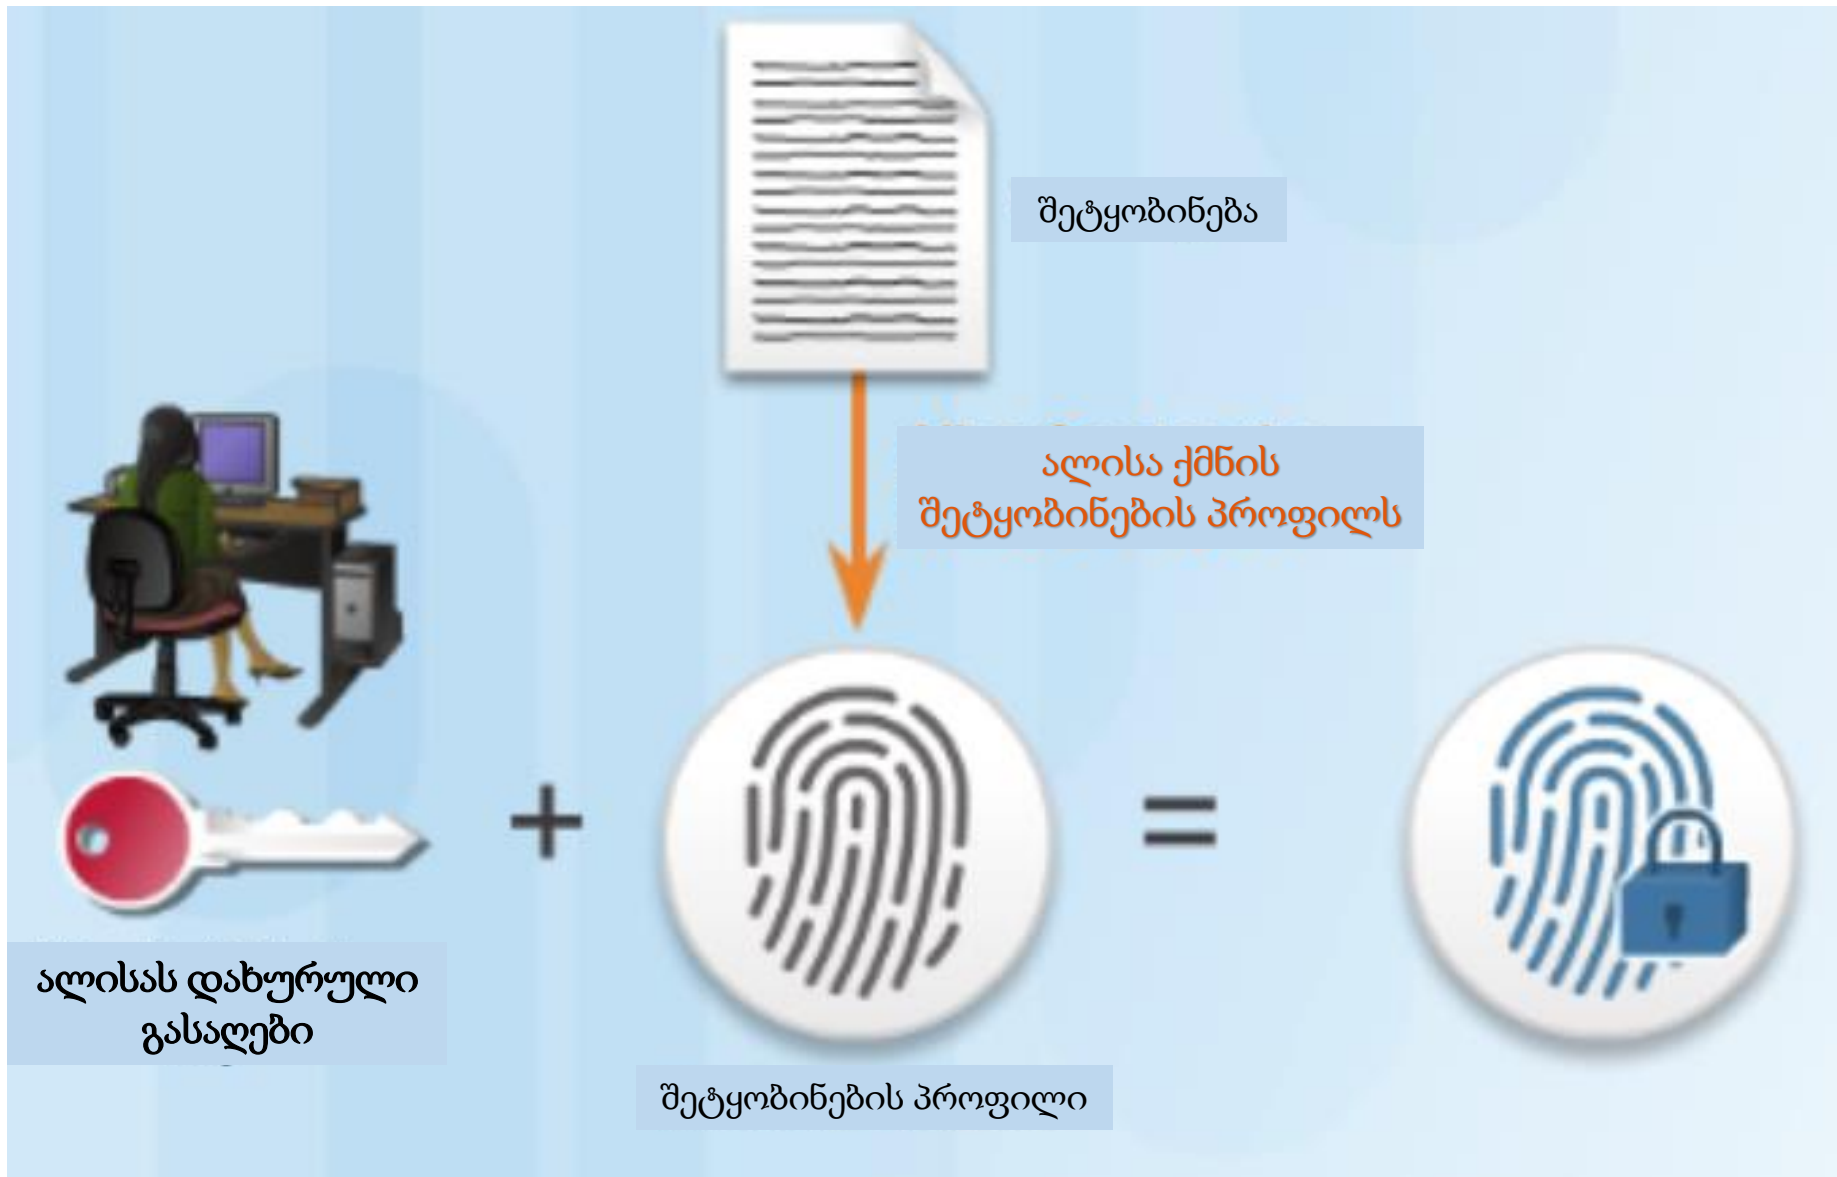 შეტყობინება
ალისა ქმნის
შეტყობინების პროფილს
ალისას დახურული
გასაღები
შეტყობინების პროფილი